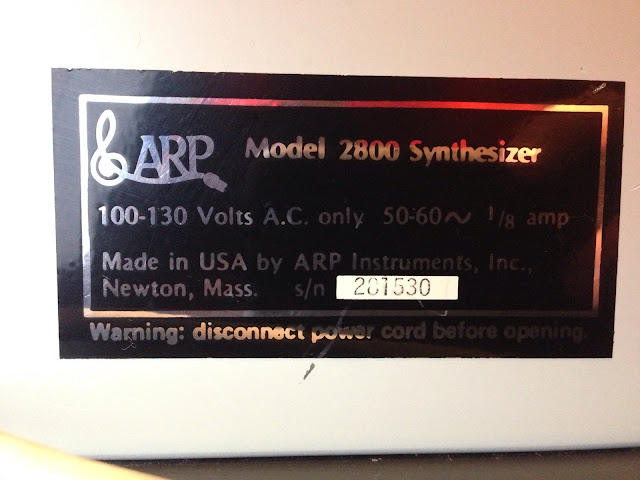 ARP Model 2800 Synthesizer
100-130 Volts A.C. only 50-60~ 1/8 amp
Made in USA by ARP Instruments, Inc.,
Newton, Mass. s/n 201530
Warning: disconnect power cord before opening.